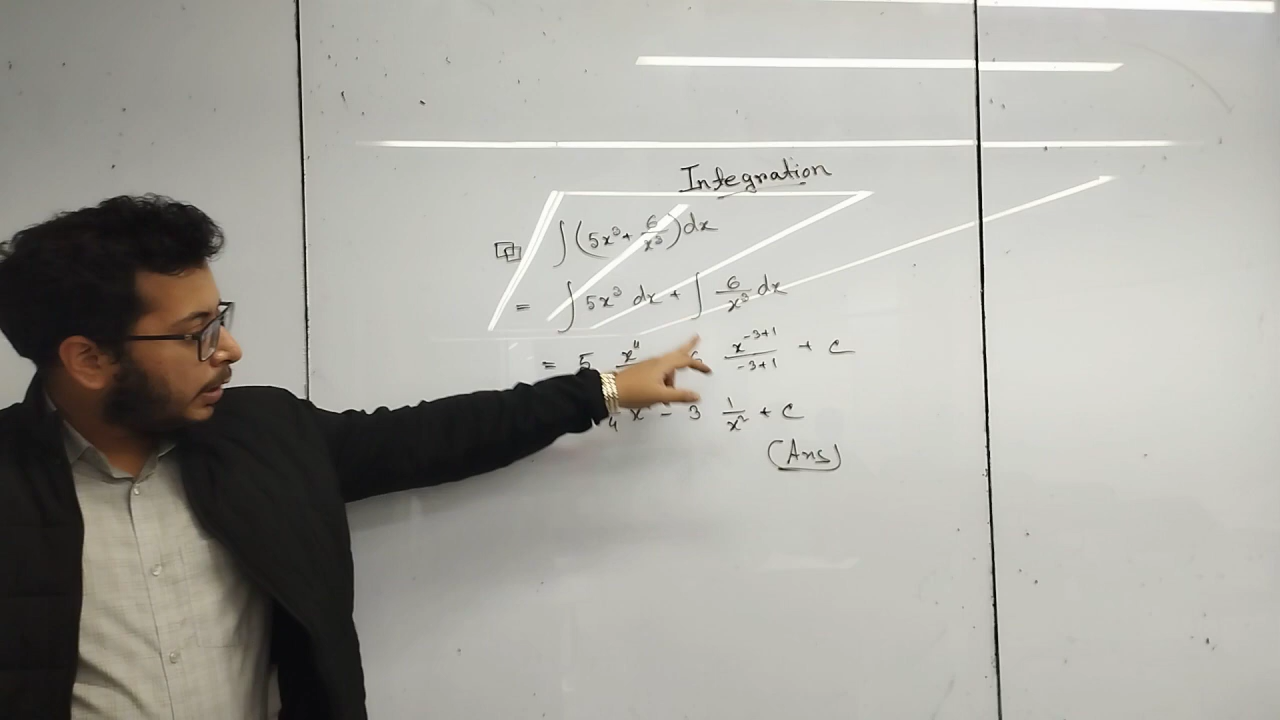 Integration
∫(5x³ + 6/x³)dx
= ∫ 5x³ dx + ∫ 6/x³ dx
= 5 x⁴ 6 x⁻³⁺¹/-3+1 + c
4 x - 3 1/x² + c
(Ans)